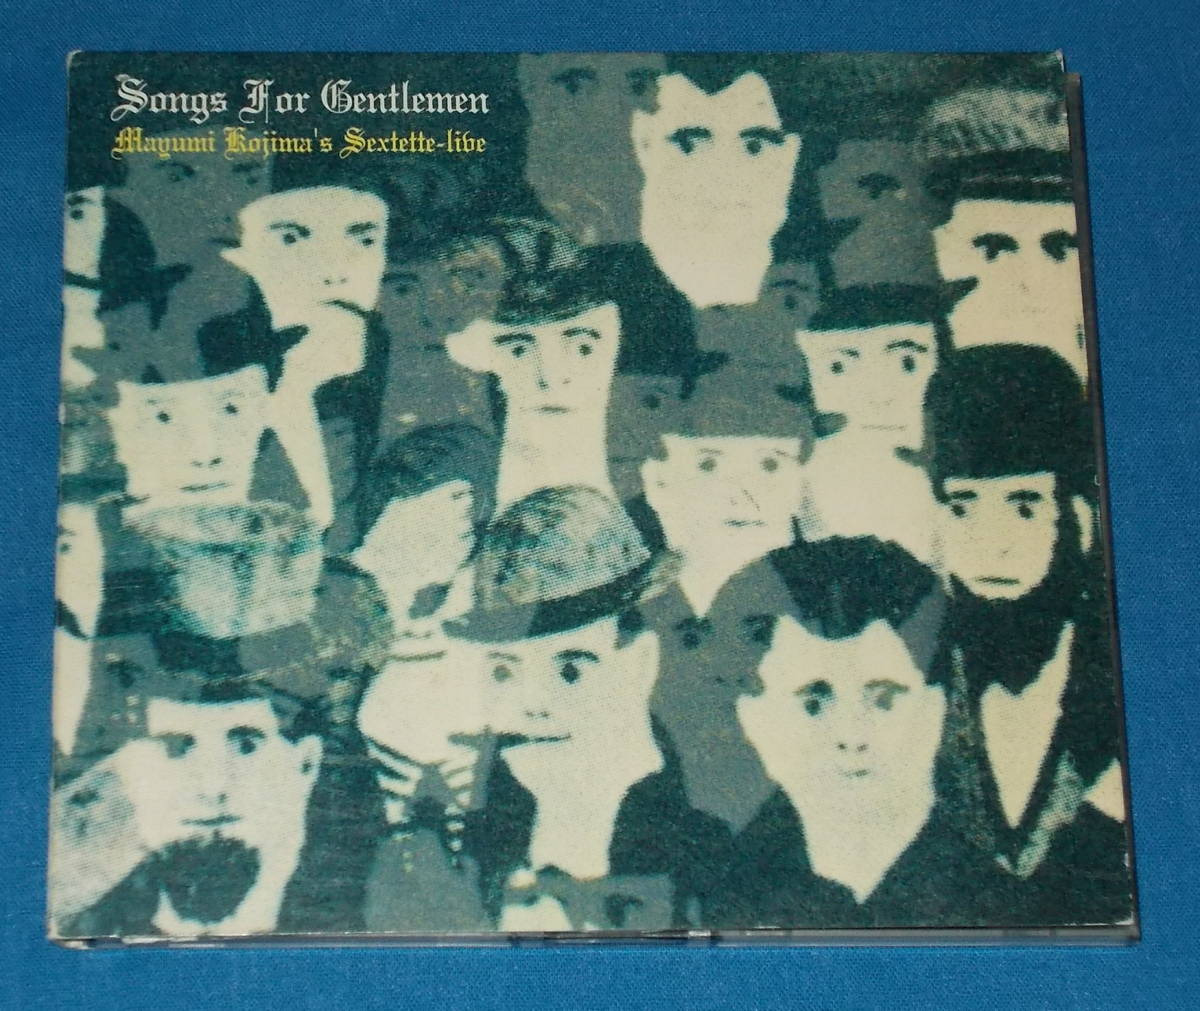 Songs For Gentlemen
Mayumi Kojima's Sextette-live